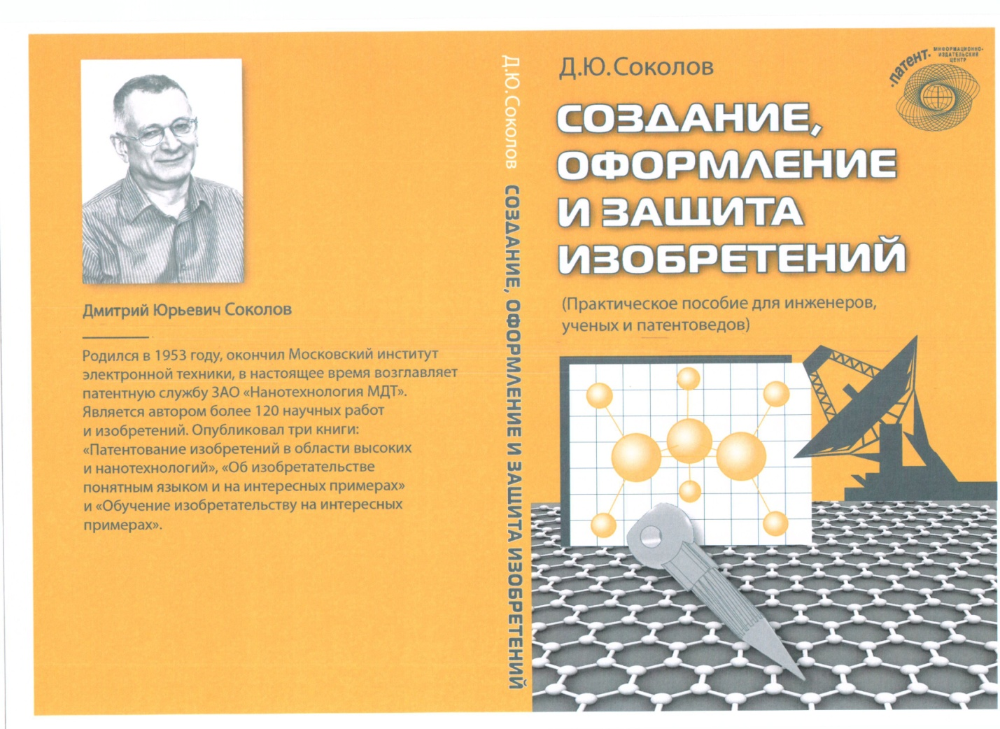 Дмитрий Юрьевич Соколов
Родился в 1953 году, окончил Московский институт
электронной техники, в настоящее время возглавляет
патентную службу ЗАО «Нанотехнология МДТ».
Является автором более 120 научных работ
и изобретений. Опубликовал три книги:
«Патентование изобретений в области высоких
и нанотехнологий», «Об изобретательстве
понятным языком и на интересных примерах»
и «Обучение изобретательству на интересных
примерах».
Д.Ю.Соколов СОЗДАНИЕ, ОФОРМЛЕНИЕ И ЗАЩИТА ИЗОБРЕТЕНИЙ
Д.Ю.Соколов
СОЗДАНИЕ,
ОФОРМЛЕНИЕ
И ЗАЩИТА
ИЗОБРЕТЕНИЙ
(Практическое пособие для инженеров,
ученых и патентоведов)
·патент·
ИНФОРМАЦИОННО-
ИЗДАТЕЛЬСКИЙ
ЦЕНТР